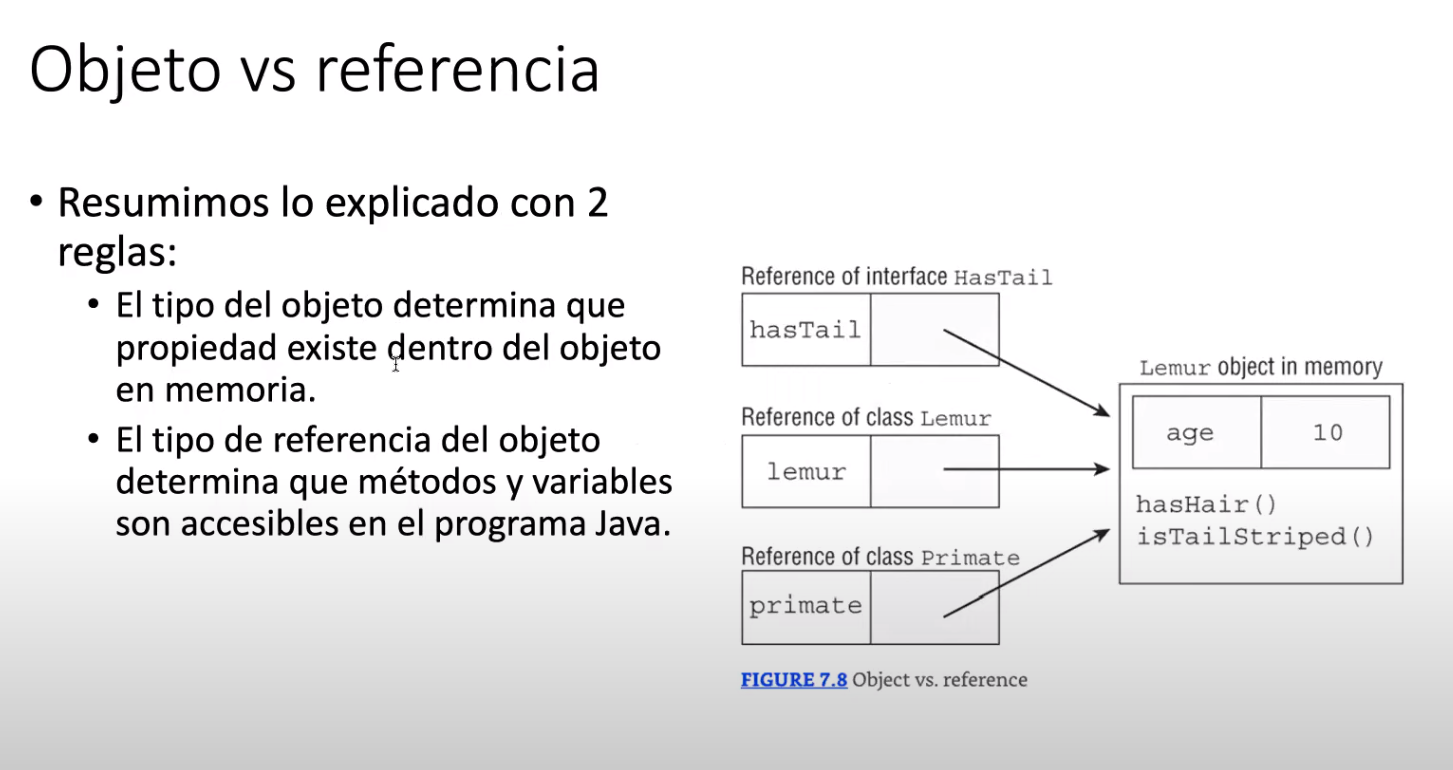 Objeto vs referencia
• Resumimos lo explicado con 2
reglas:
• El tipo del objeto determina que
propiedad existe dentro del objeto
en memoria.
• El tipo de referencia del objeto
determina que métodos y variables
son accesibles en el programa Java.
Reference of interface HasTail
hasTail
Reference of class Lemur
lemur
Reference of class Primate
primate
Lemur object in memory
age 10
hasHair()
isTailStriped()
FIGURE 7.8 Object vs. reference